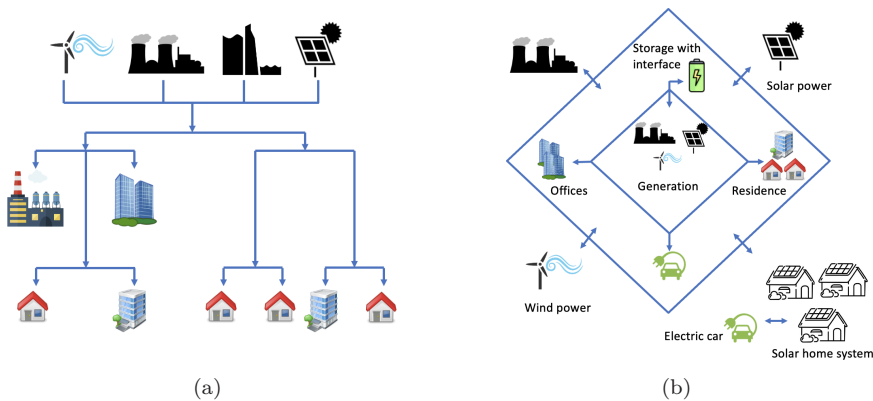 Storage with
interface
Solar power
Offices
Generation
Residence
Wind power
Electric car
Solar home system
(a)
(b)